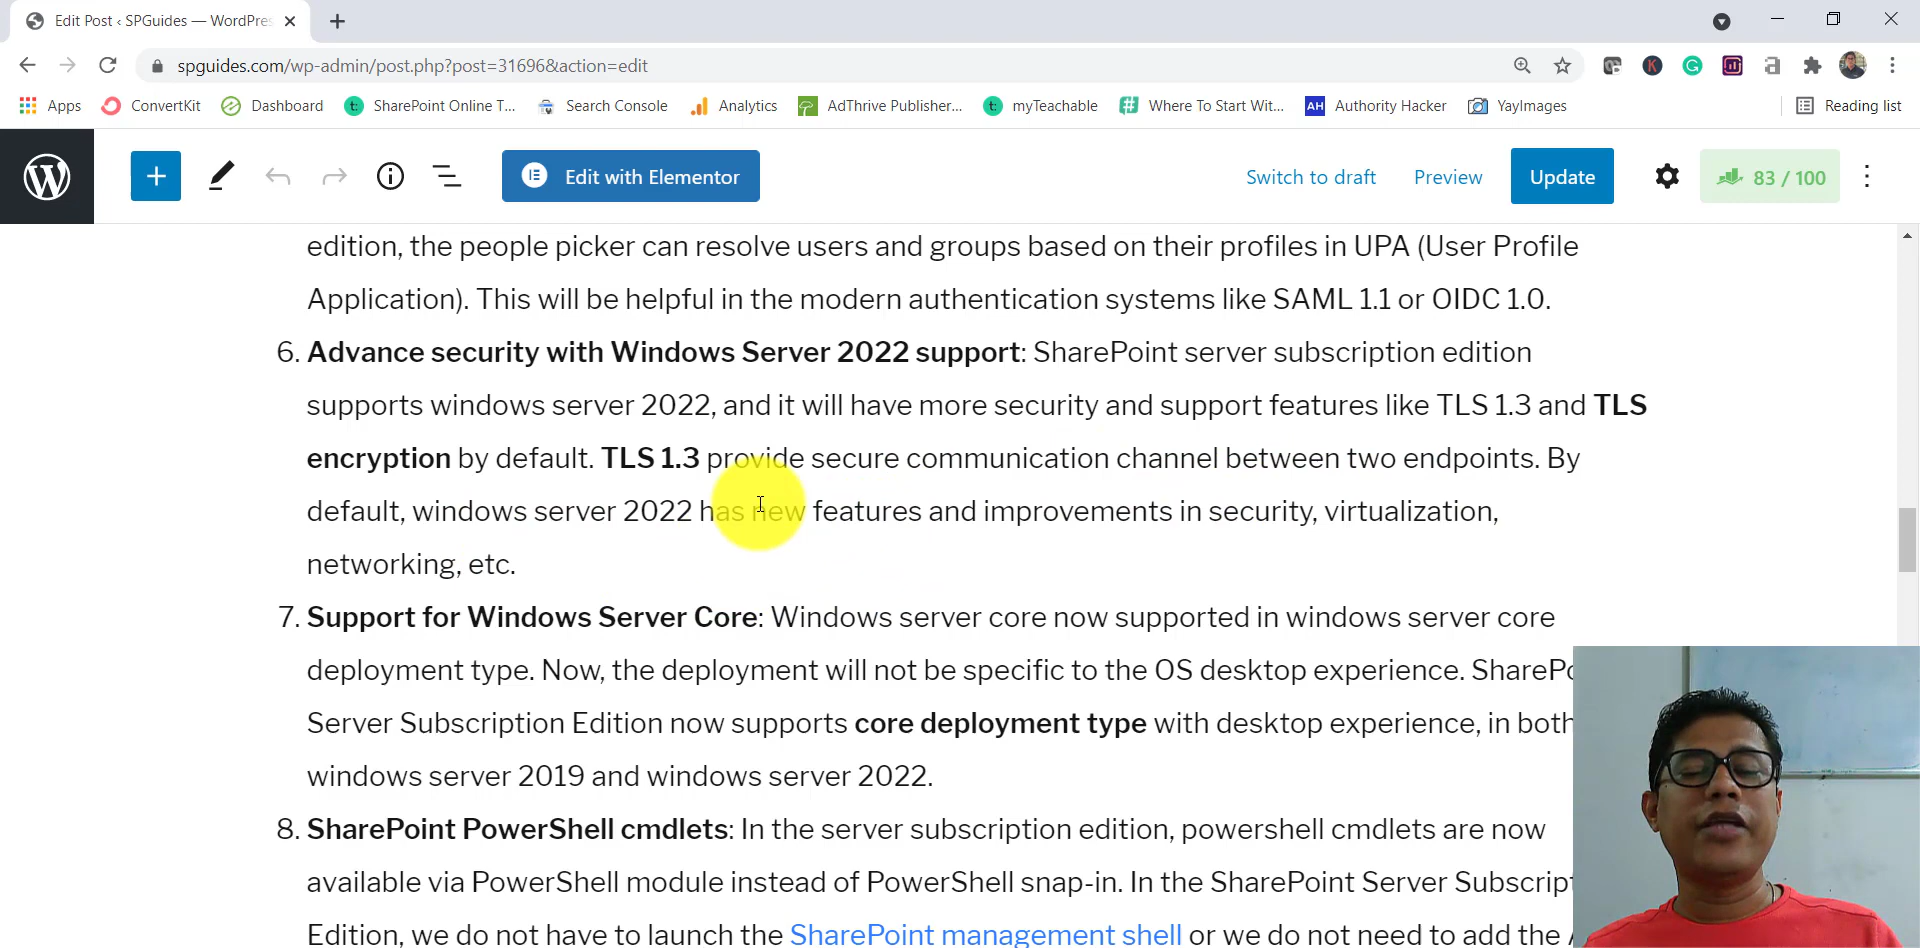 Edit Post ‹ SPGuides — WordPres
spguides.com/wp-admin/post.php?post=31696&action=edit
Apps ConvertKit Dashboard SharePoint Online T... Search Console Analytics AdThrive Publisher... myTeachable Where To Start Wit... AH Authority Hacker YayImages Reading list
Edit with Elementor Switch to draft Preview Update 83 / 100
edition, the people picker can resolve users and groups based on their profiles in UPA (User Profile
Application). This will be helpful in the modern authentication systems like SAML 1.1 or OIDC 1.0.
6. Advance security with Windows Server 2022 support: SharePoint server subscription edition
supports windows server 2022, and it will have more security and support features like TLS 1.3 and TLS
encryption by default. TLS 1.3 provide secure communication channel between two endpoints. By
default, windows server 2022 has new features and improvements in security, virtualization,
networking, etc.
7. Support for Windows Server Core: Windows server core now supported in windows server core
deployment type. Now, the deployment will not be specific to the OS desktop experience. SharePo
Server Subscription Edition now supports core deployment type with desktop experience, in both
windows server 2019 and windows server 2022.
8. SharePoint PowerShell cmdlets: In the server subscription edition, powershell cmdlets are now
available via PowerShell module instead of PowerShell snap-in. In the SharePoint Server Subscript
Edition, we do not have to launch the SharePoint management shell or we do not need to add the